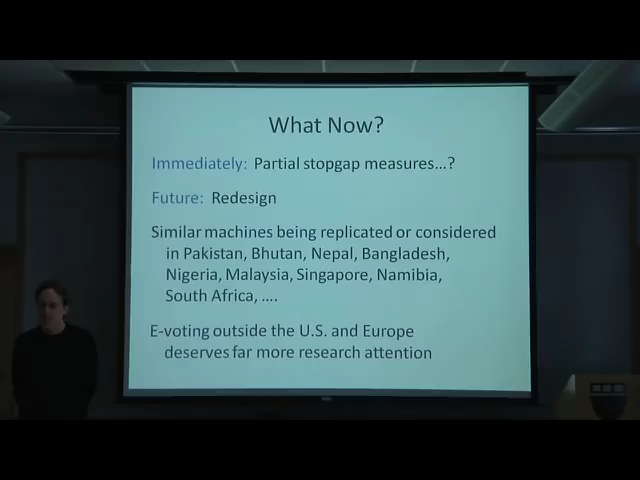 What Now?
Immediately: Partial stopgap measures...?
Future: Redesign
Similar machines being replicated or considered
in Pakistan, Bhutan, Nepal, Bangladesh,
Nigeria, Malaysia, Singapore, Namibia,
South Africa, ....
E-voting outside the U.S. and Europe
deserves far more research attention